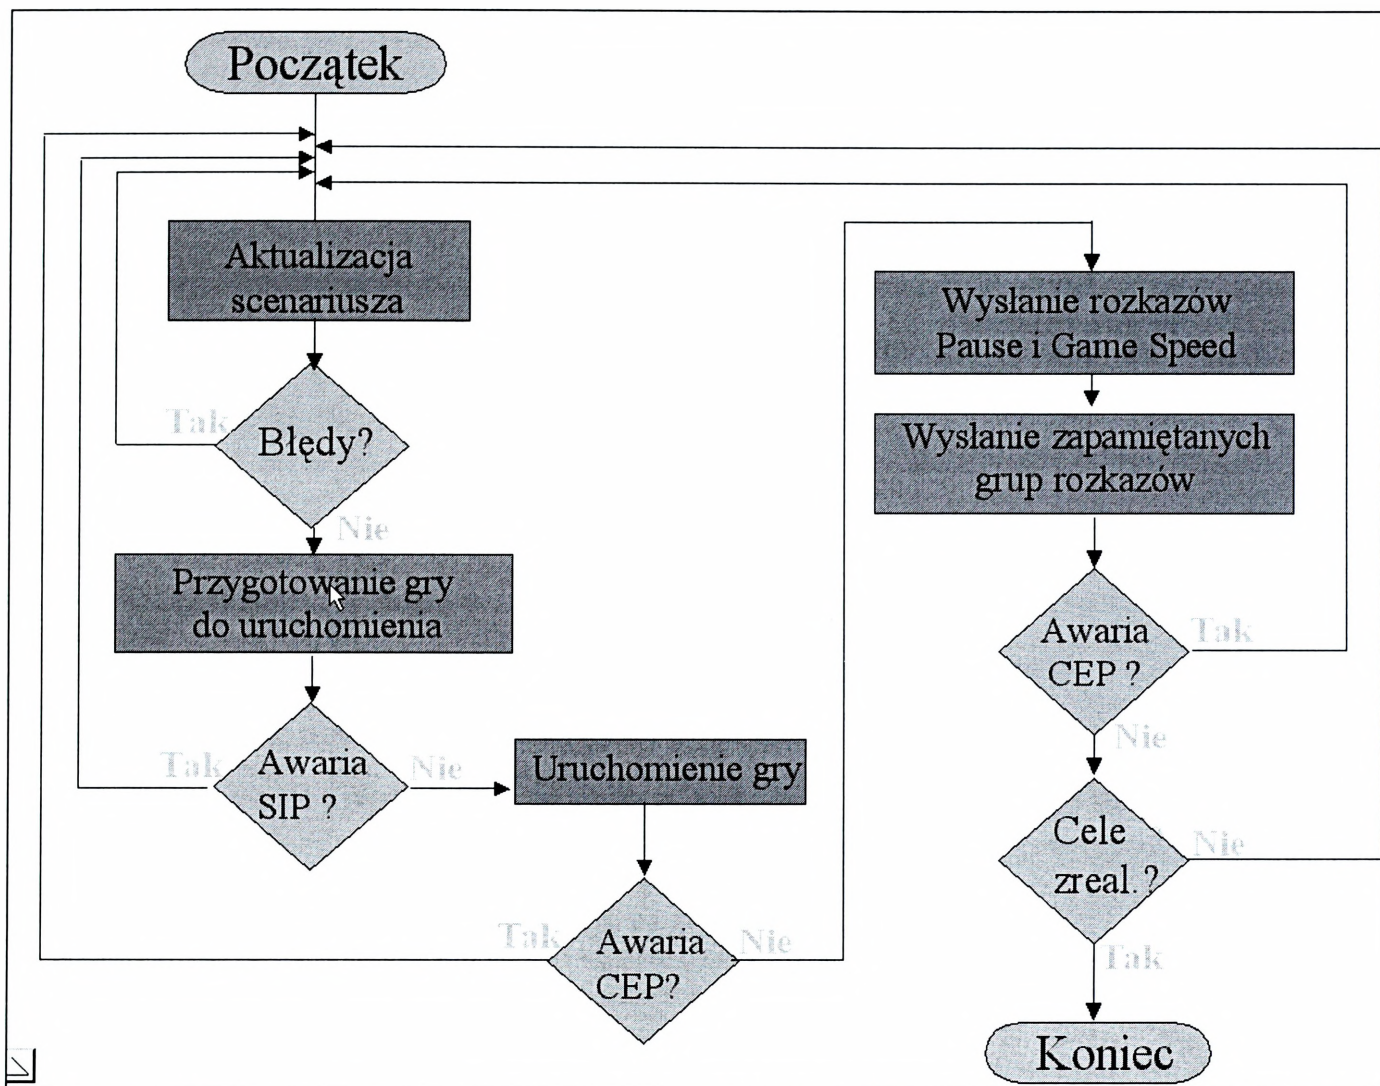 Początek
Aktualizacja
scenariusza
Tak
Błędy?
Nie
Przygotowanie gry
do uruchomienia
Tak
Awaria
SIP ?
Nie
Uruchomienie gry
Tak
Awaria
CEP?
Nie
Wysłanie rozkazów
Pause i Game Speed
Wysłanie zapamiętanych
grup rozkazów
Awaria
CEP ?
Tak
Nie
Cele
zreal.?
Nie
Tak
Koniec